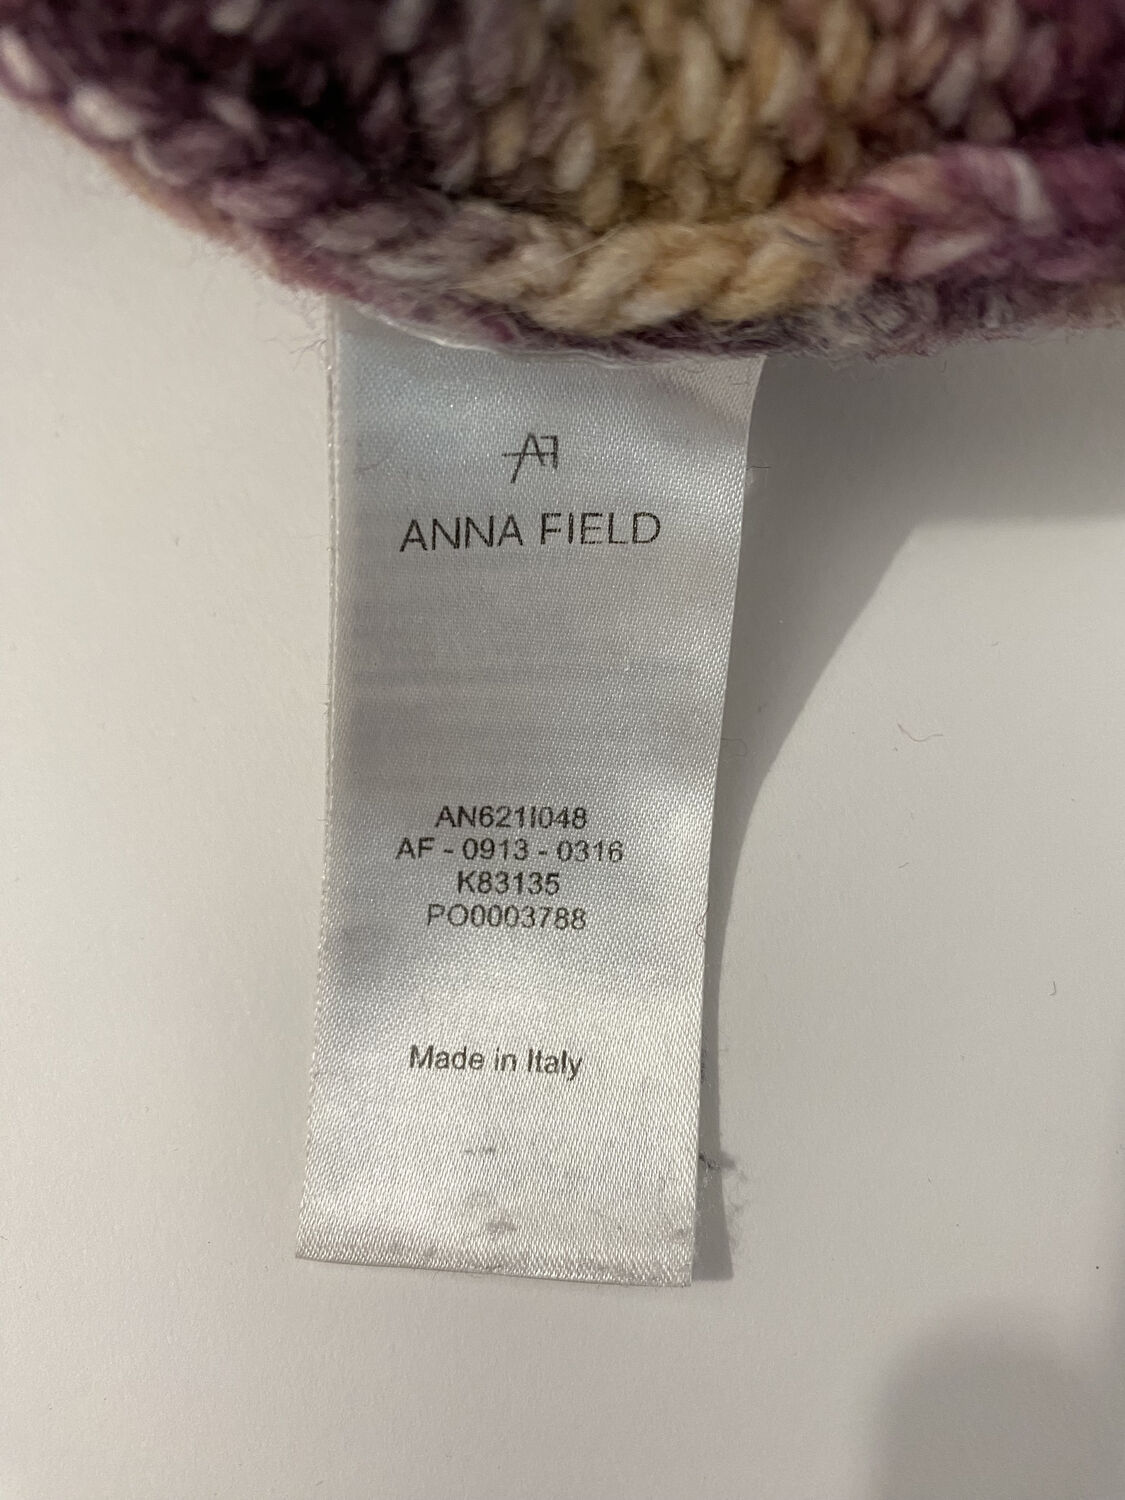 AF
ANNA FIELD
AN621I048
AF - 0913 - 0316
K83135
PO0003788
Made in Italy